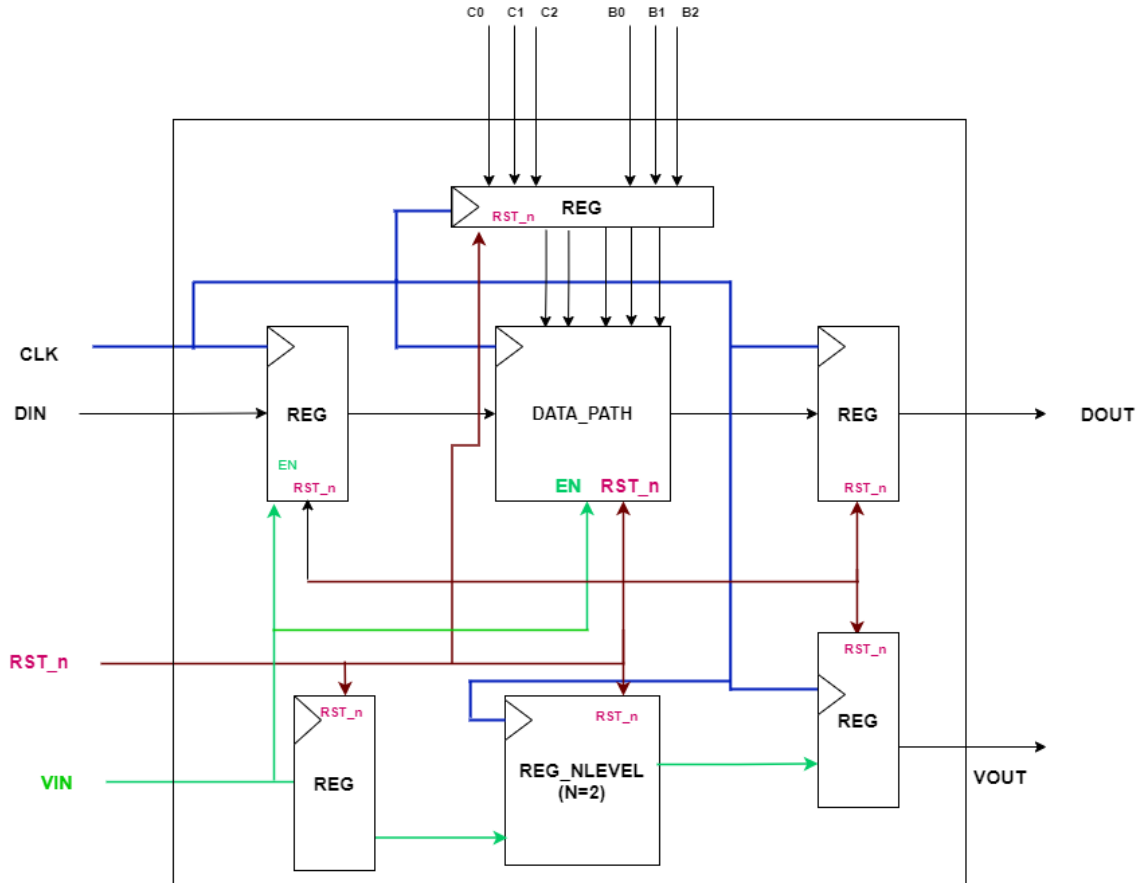 C0 C1 C2 B0 B1 B2
REG
RST_n
CLK
DIN
REG
EN
RST_n
DATA_PATH
EN RST_n
REG
RST_n
DOUT
RST_n
RST_n
REG
VIN
RST_n
REG_NLEVEL
(N=2)
RST_n
REG
VOUT